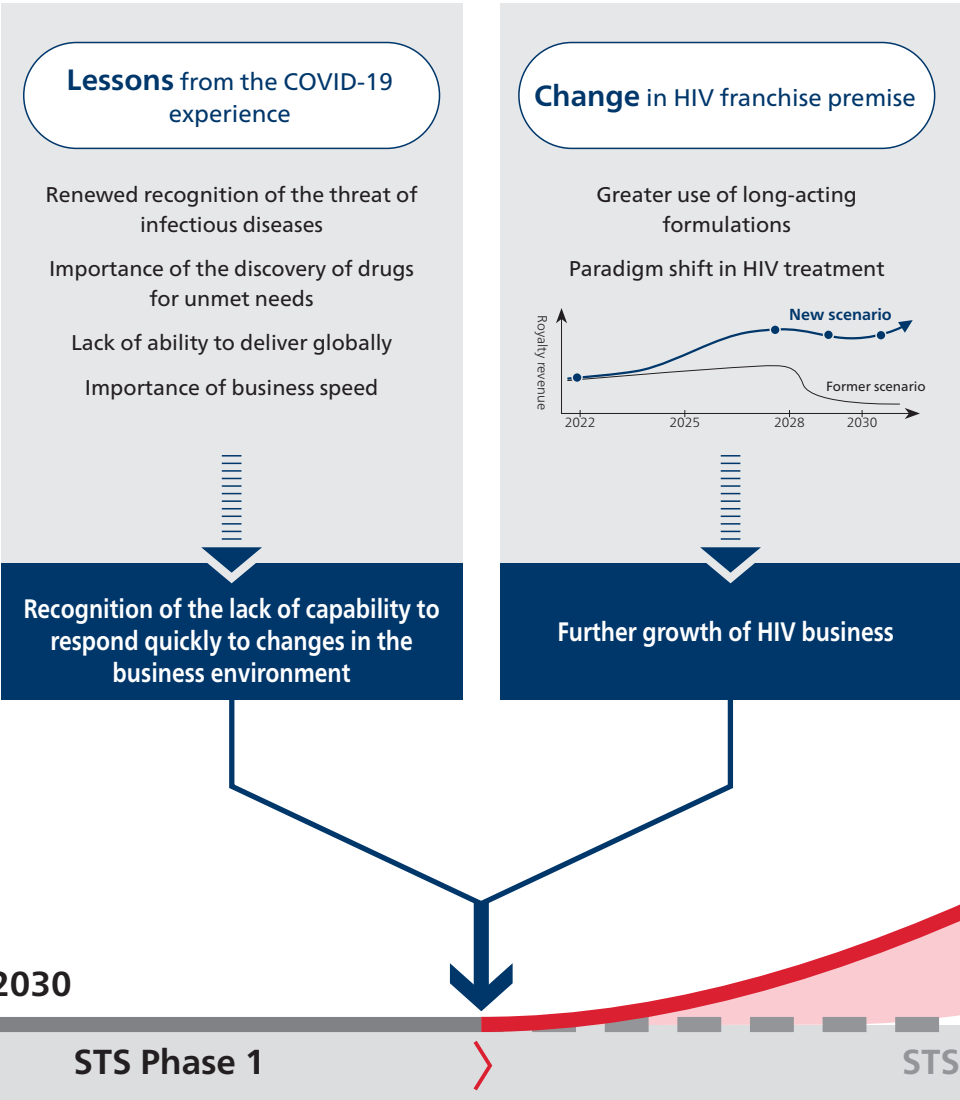 Lessons from the COVID-19
experience
Renewed recognition of the threat of
infectious diseases
Importance of the discovery of drugs
for unmet needs
Lack of ability to deliver globally
Importance of business speed
Recognition of the lack of capability to
respond quickly to changes in the
business environment
Change in HIV franchise premise
Greater use of long-acting
formulations
Paradigm shift in HIV treatment
Royalty revenue
New scenario
Former scenario
2022 2025 2028 2030
Further growth of HIV business
2030
STS Phase 1
STS